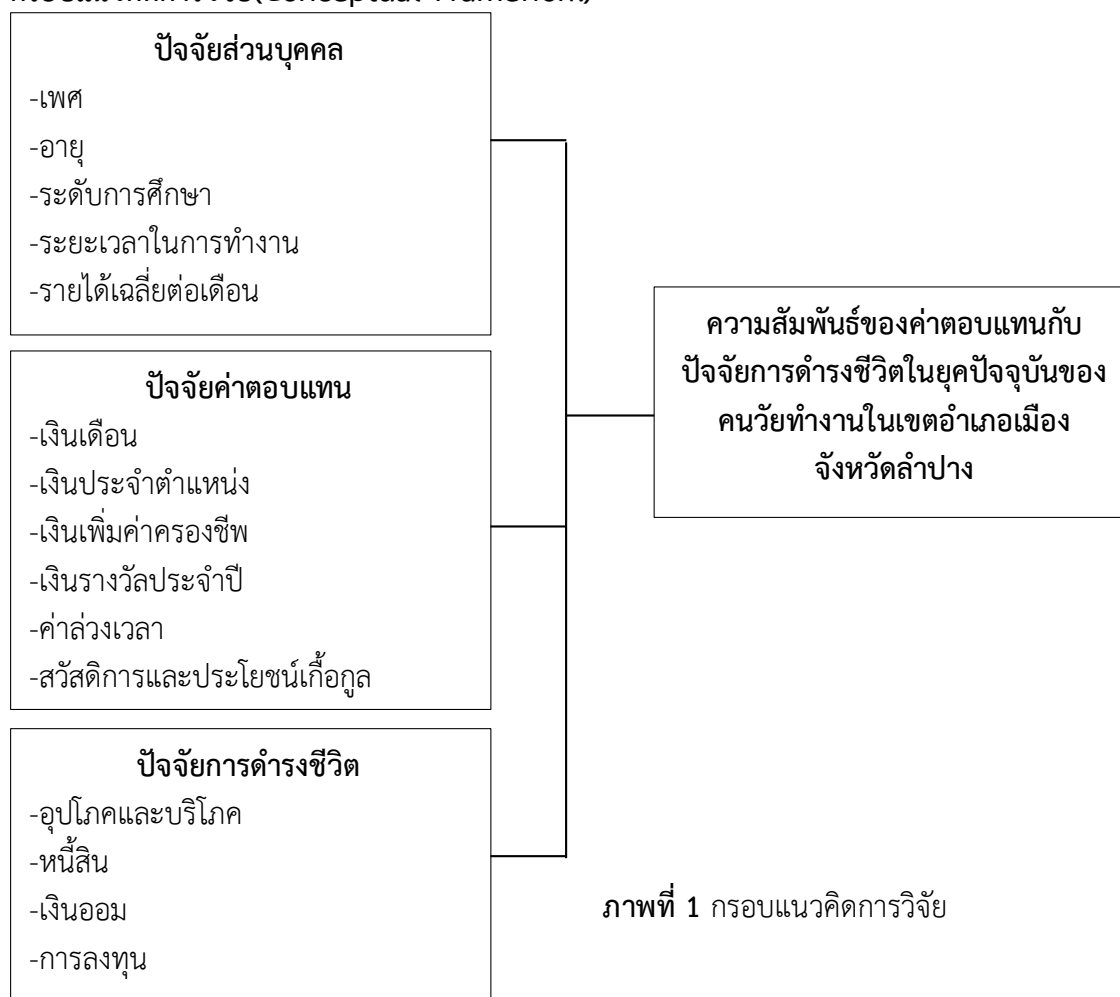 ปัจจัยส่วนบุคคล
-เพศ
-อายุ
-ระดับการศึกษา
-ระยะเวลาในการทำงาน
-รายได้เฉลี่ยต่อเดือน
ปัจจัยค่าตอบแทน
-เงินเดือน
-เงินประจำตำแหน่ง
-เงินเพิ่มค่าครองชีพ
-เงินรางวัลประจำปี
-ค่าล่วงเวลา
-สวัสดิการและประโยชน์เกื้อกูล
ปัจจัยการดำรงชีวิต
-อุปโภคและบริโภค
-หนี้สิน
-เงินออม
-การลงทุน
ความสัมพันธ์ของค่าตอบแทนกับ
ปัจจัยการดำรงชีวิตในยุคปัจจุบันของ
คนวัยทำงานในเขตอำเภอเมือง
จังหวัดลำปาง
ภาพที่ 1 กรอบแนวคิดการวิจัย